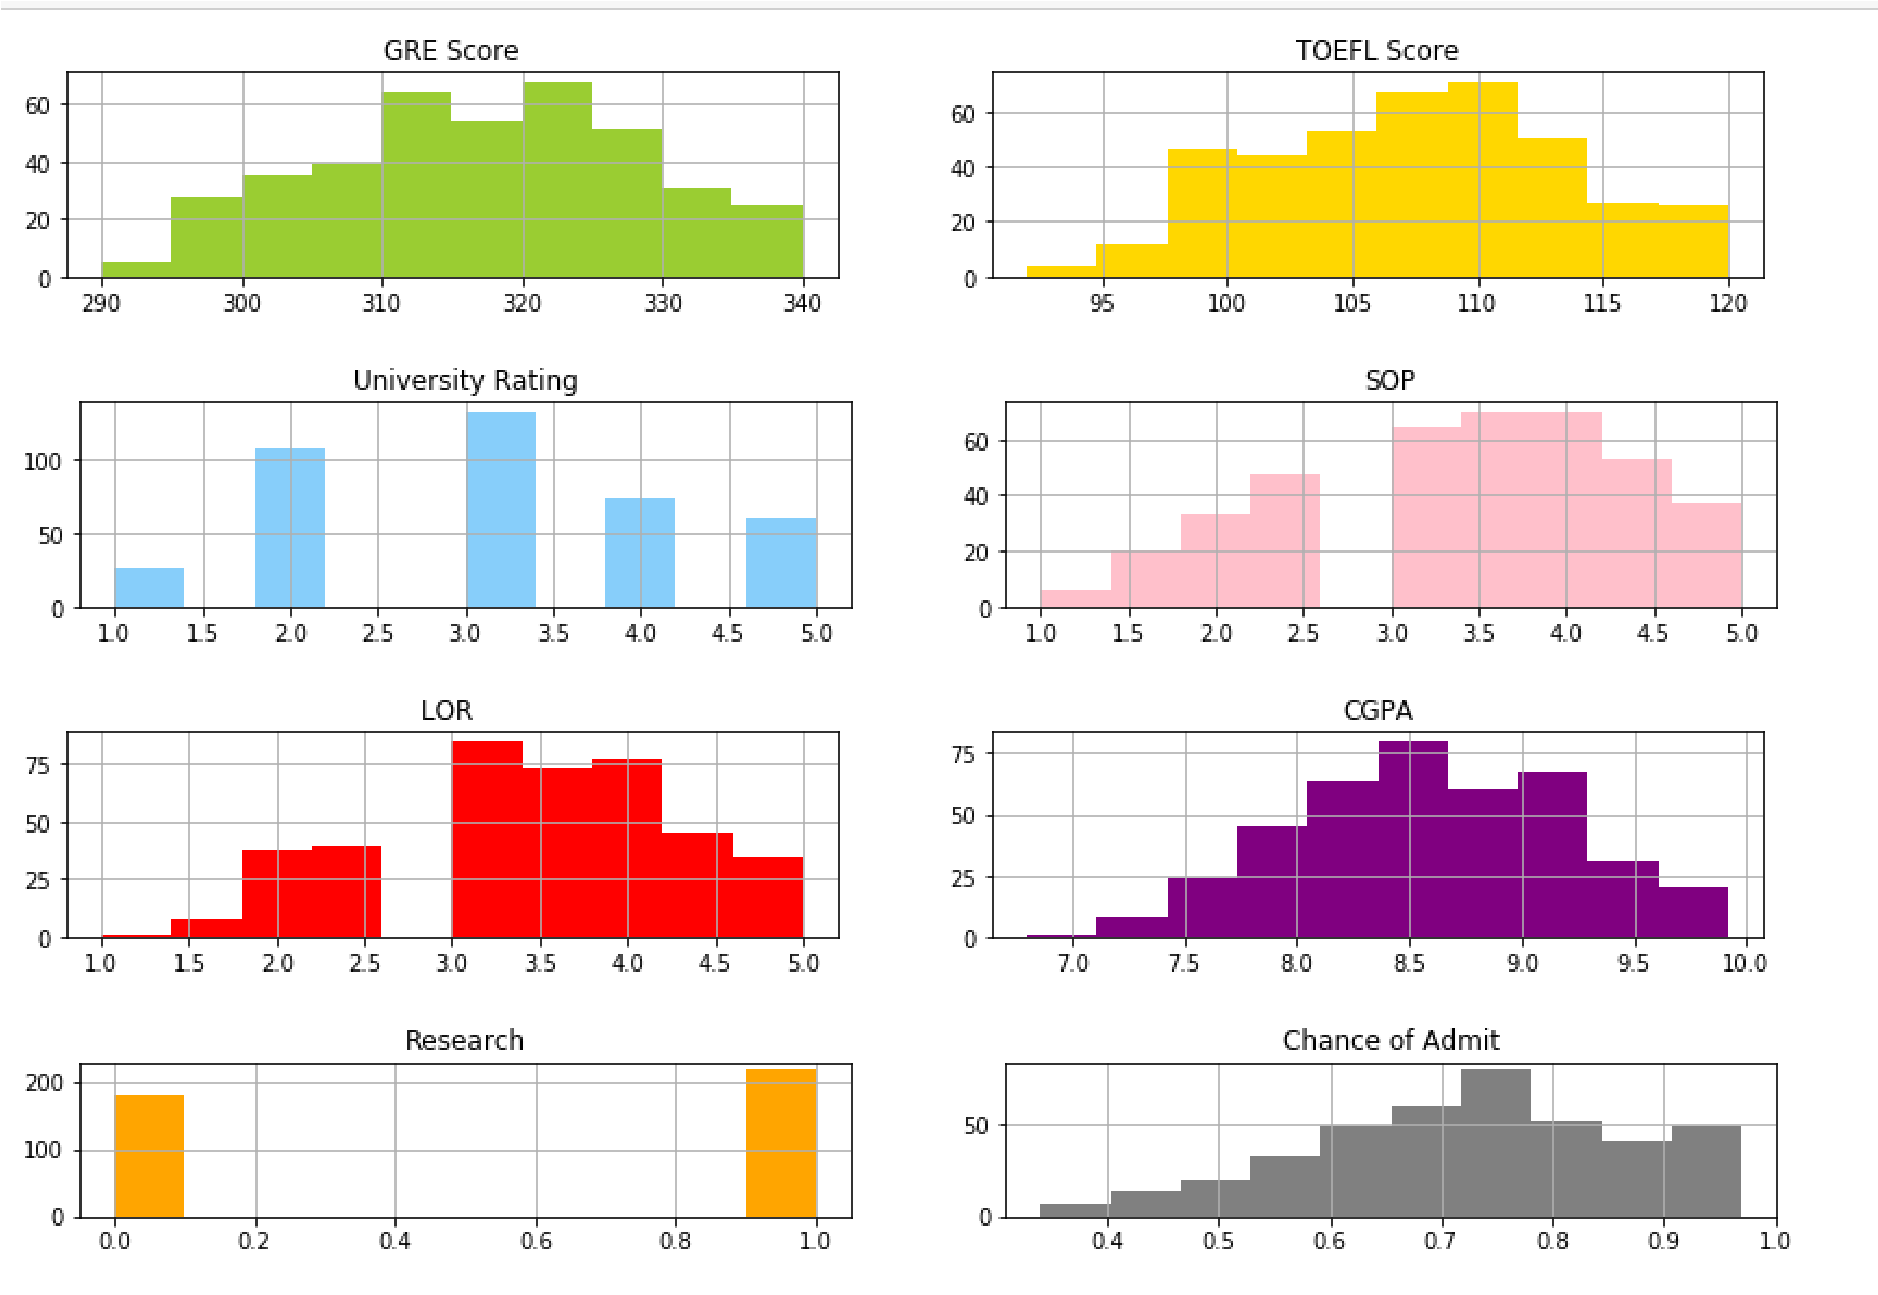 GRE Score
60
40
20
0
290 300 310 320 330 340
TOEFL Score
60
40
20
0
95 100 105 110 115 120
University Rating
100
50
0
1.0 1.5 2.0 2.5 3.0 3.5 4.0 4.5 5.0
SOP
60
40
20
0
1.0 1.5 2.0 2.5 3.0 3.5 4.0 4.5 5.0
LOR
75
50
25
0
1.0 1.5 2.0 2.5 3.0 3.5 4.0 4.5 5.0
CGPA
75
50
25
0
7.0 7.5 8.0 8.5 9.0 9.5 10.0
Research
200
100
0
0.0 0.2 0.4 0.6 0.8 1.0
Chance of Admit
50
0
0.4 0.5 0.6 0.7 0.8 0.9 1.0